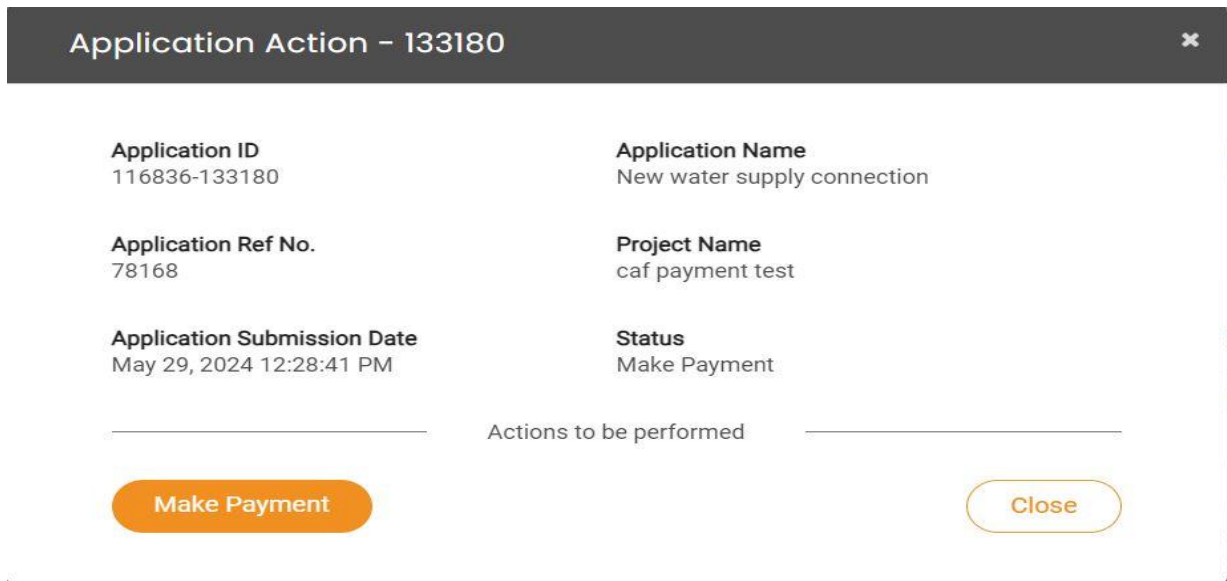 Application Action - 133180
Application ID
116836-133180
Application Name
New water supply connection
Application Ref No.
78168
Project Name
caf payment test
Application Submission Date
May 29, 2024 12:28:41 PM
Status
Make Payment
Actions to be performed
Make Payment
Close